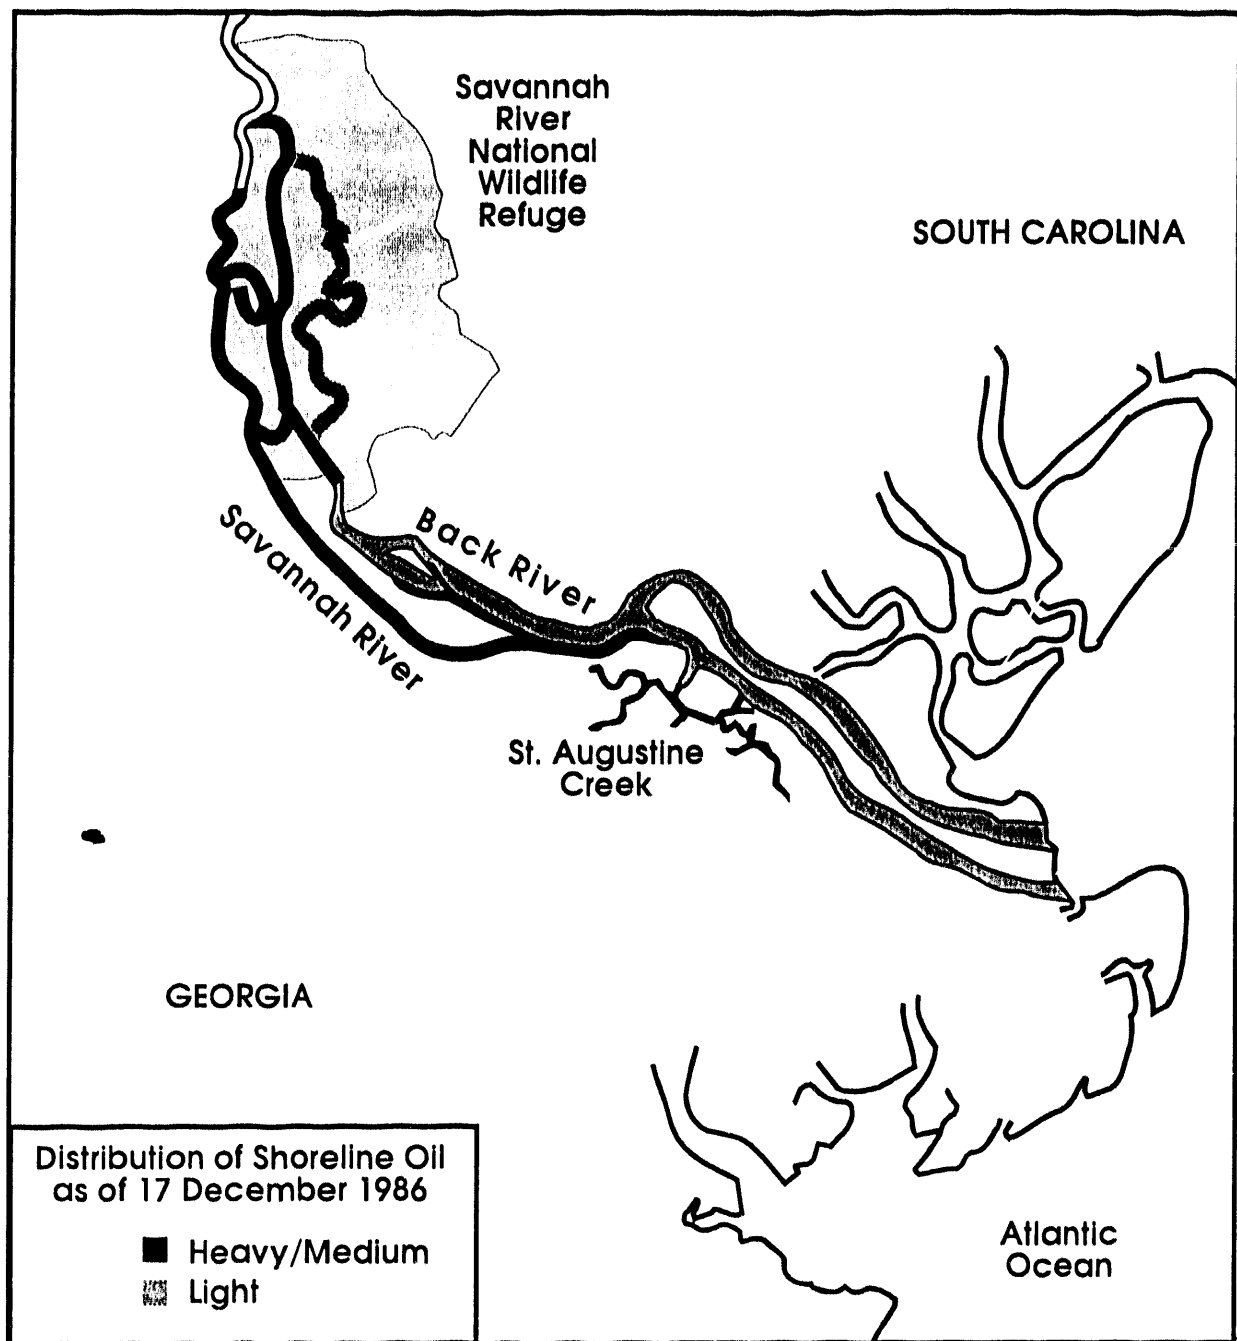 Savannah
River
National
Wildlife
Refuge
SOUTH CAROLINA
Back River
Savannah River
St. Augustine
Creek
GEORGIA
Distribution of Shoreline Oil
as of 17 December 1986
Heavy/Medium
Light
Atlantic
Ocean